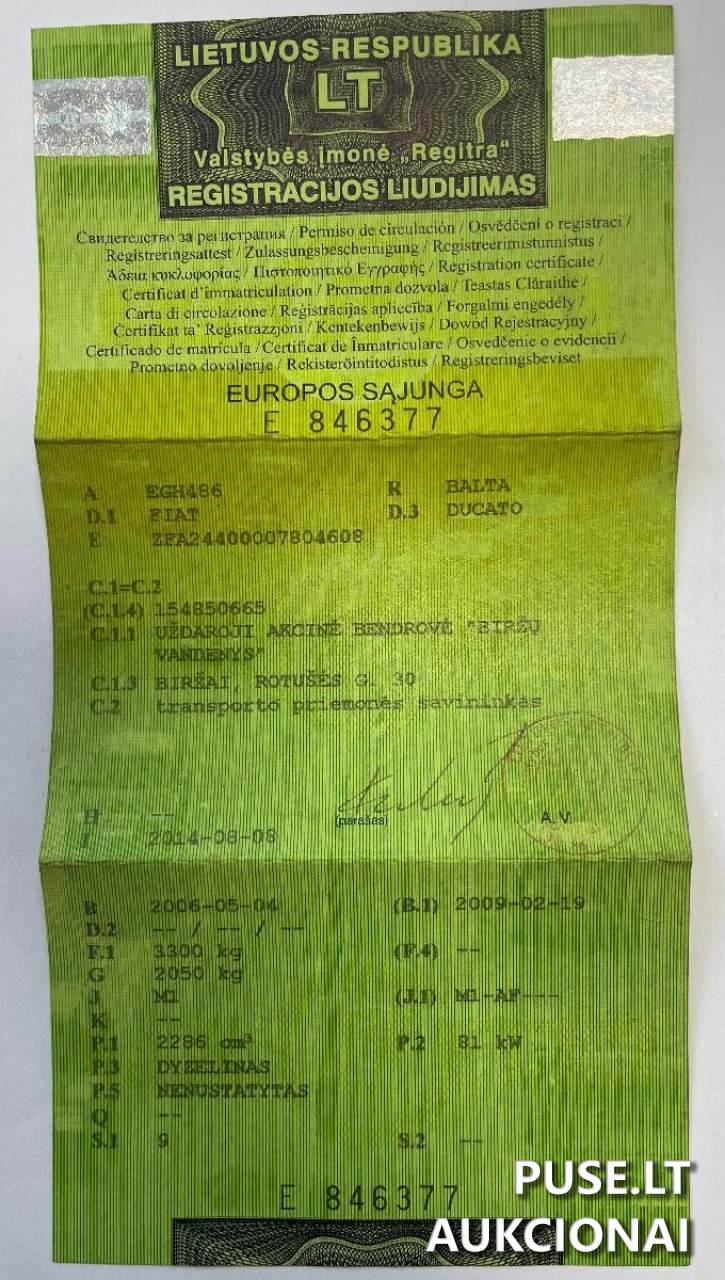 LIETUVOS RESPUBLIKA
LT
Valstybės įmonė „Regitra“
REGISTRACIJOS LIUDIJIMAS
Свидетелство за регистрация / Permiso de circulación / Osvědčení o registraci /
Registreringsattest / Zulassungsbescheinigung / Registreerimistunnistus /
Άδεια κυκλοφορίας / Πιστοποιητικό Εγγραφής / Registration certificate /
Certificat d'immatriculation / Prometna dozvola / Teastas Cláraithe /
Carta di circolazione / Reģistrācijas apliecība / Forgalmi engedély /
Ċertifikat ta' Reġistrazzjoni / Kentekenbewijs / Dowód Rejestracyjny /
Certificado de matrícula / Certificat de Înmatriculare / Osvedčenie o evidencii /
Prometno dovoljenje / Rekisteröintitodistus / Registreringsbeviset
EUROPOS SĄJUNGA
E 846377
A EGH486 R BALTA
D.1 FIAT D.3 DUCATO
E ZFA24400007804608
C.1=C.2
(C.1.4) 154850665
C.1.1 UŽDAROJI AKCINĖ BENDROVĖ "BIRŽŲ
VANDENYS"
C.1.3 BIRŽAI, ROTUŠĖS G. 30
C.2 transporto priemonės savininkas
H --
(parašas) A. V.
I 2014-08-08
B 2006-05-04 (B.1) 2009-02-19
D.2 -- / -- / --
F.1 3300 kg (F.4) --
G 2050 kg
J M1 (J.1) M1-AF---
K --
P.1 2286 cm³ P.2 81 kW
P.3 DYZELINAS
P.5 NENUSTATYTAS
Q --
S.1 9 S.2 --
E 846377
PUSE.LT
AUKCIONAI